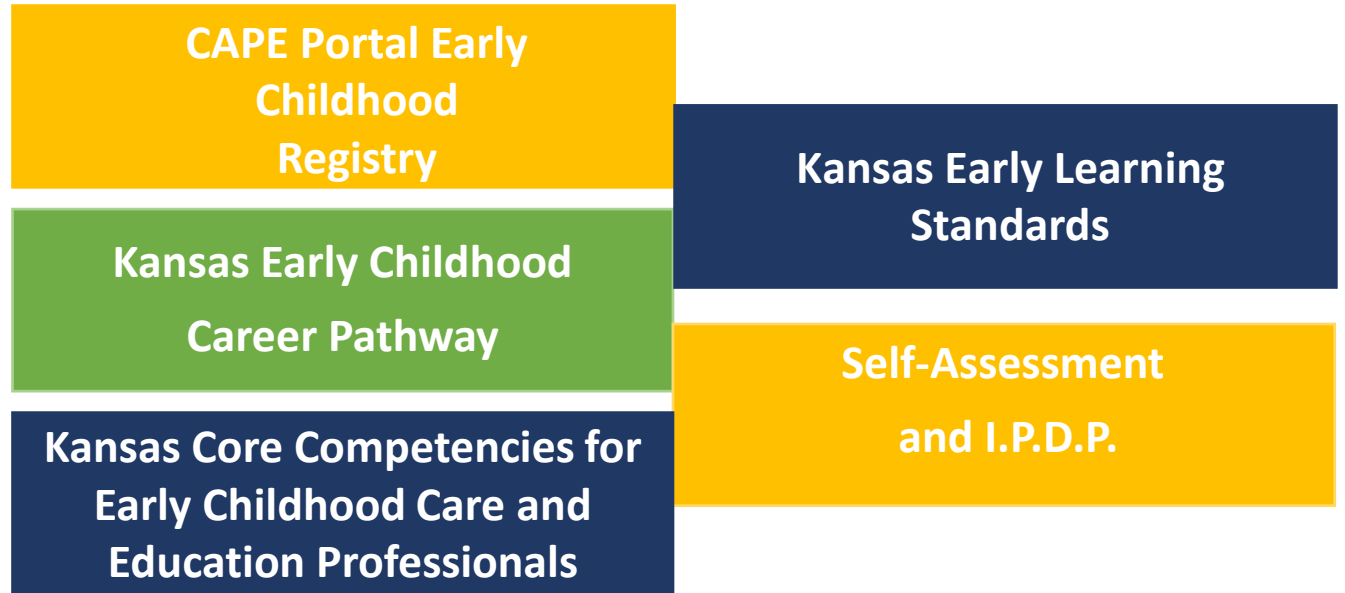 CAPE Portal Early
Childhood
Registry
Kansas Early Childhood
Career Pathway
Kansas Core Competencies for
Early Childhood Care and
Education Professionals
Kansas Early Learning
Standards
Self-Assessment
and I.P.D.P.